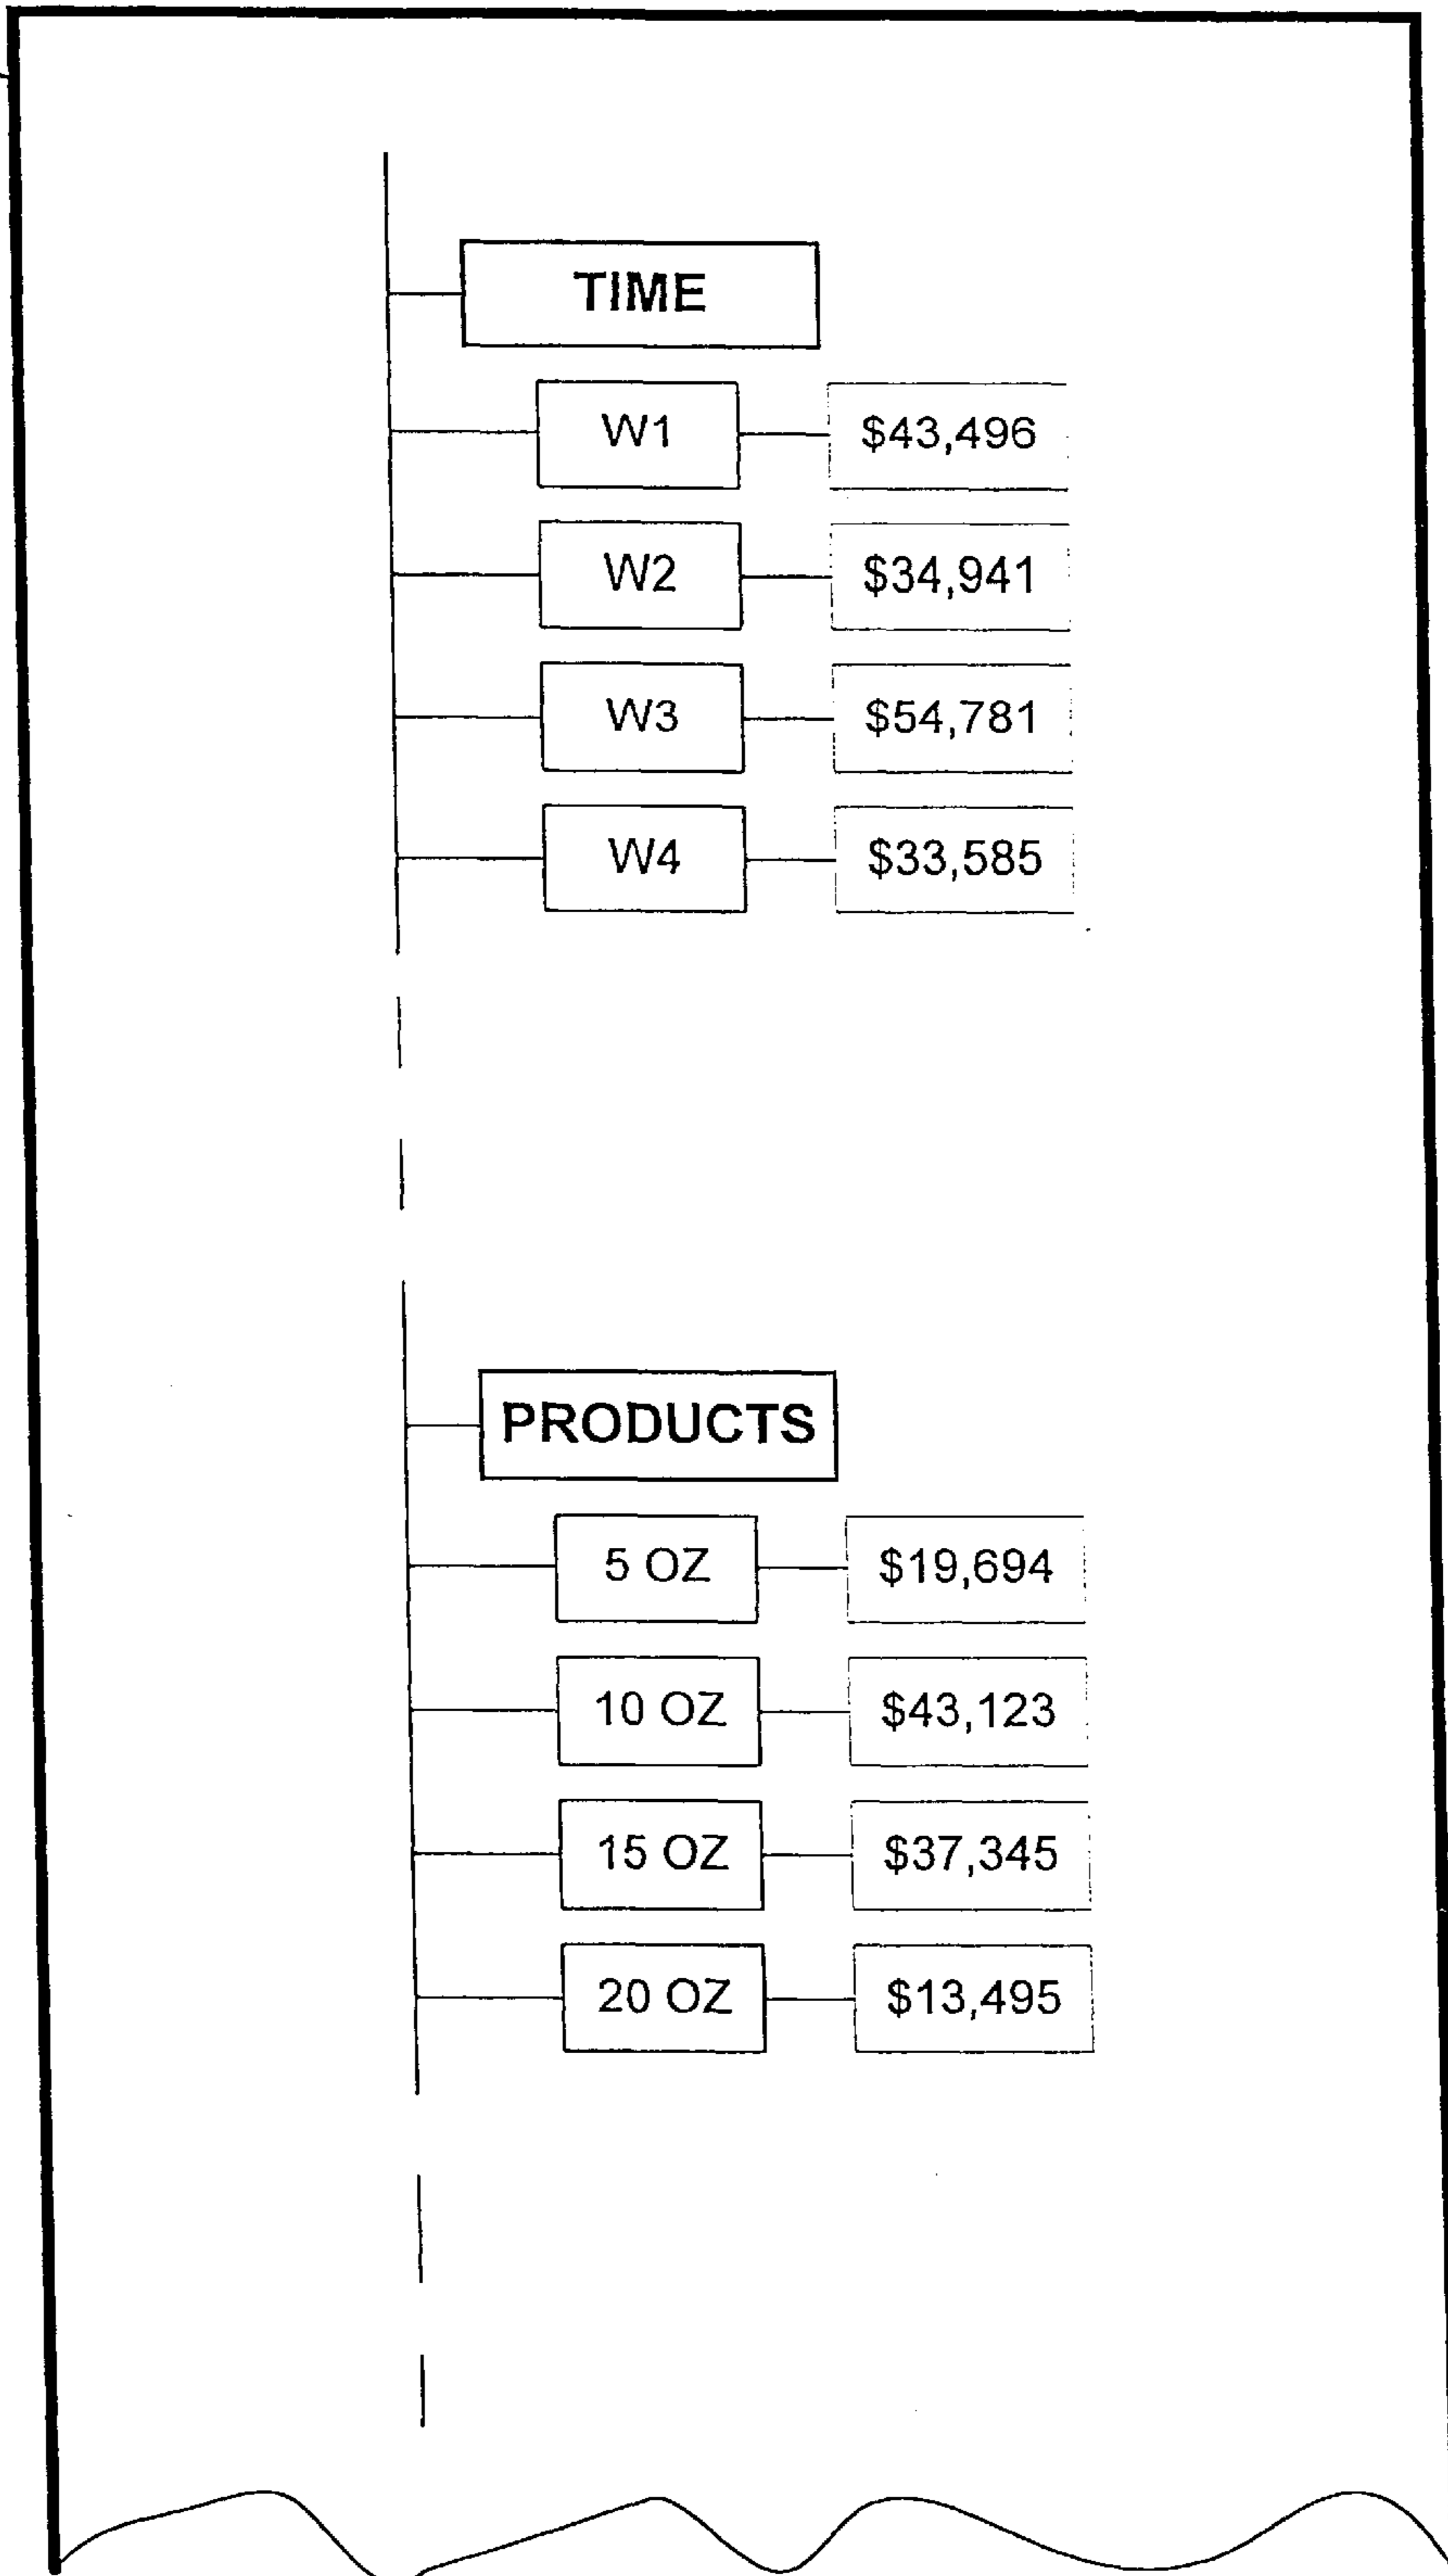 TIME
W1 $43,496
W2 $34,941
W3 $54,781
W4 $33,585
PRODUCTS
5 OZ $19,694
10 OZ $43,123
15 OZ $37,345
20 OZ $13,495